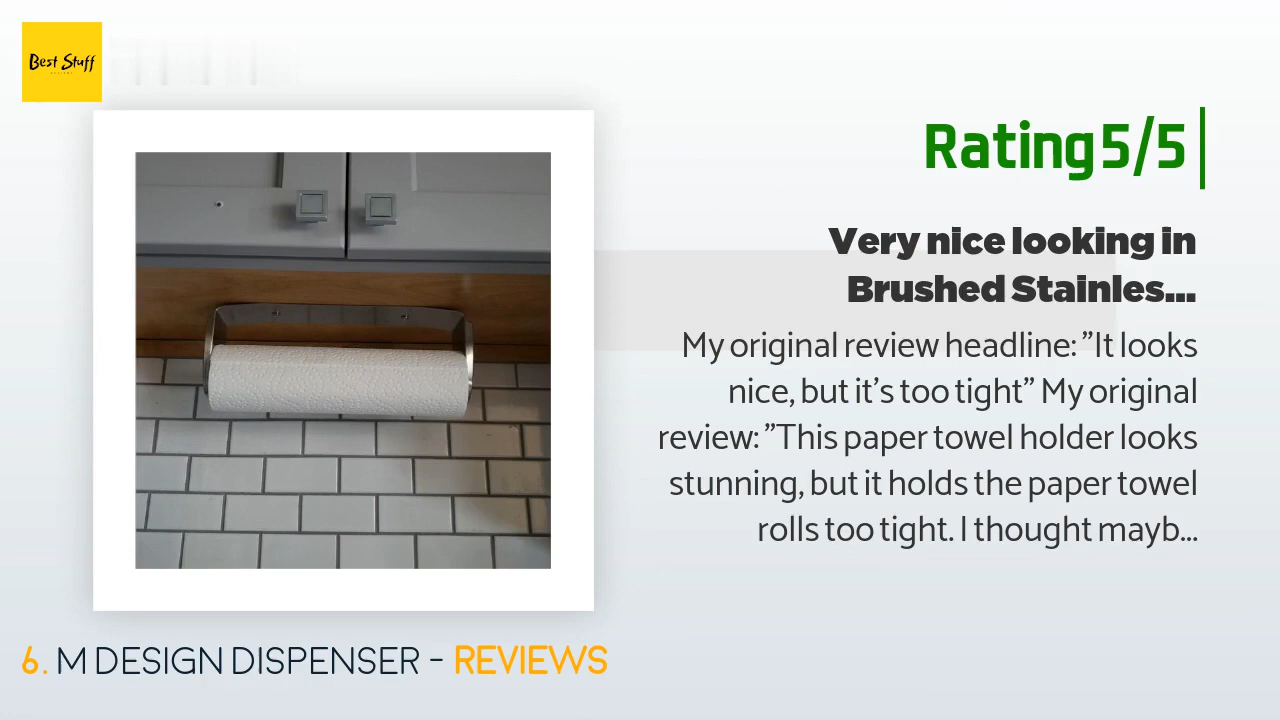 Best Stuff
Rating 5/5
Very nice looking in
Brushed Stainles...
My original review headline: ”It looks
nice, but it’s too tight” My original
review: ”This paper towel holder looks
stunning, but it holds the paper towel
rolls too tight. I thought mayb...
6. M DESIGN DISPENSER - REVIEWS